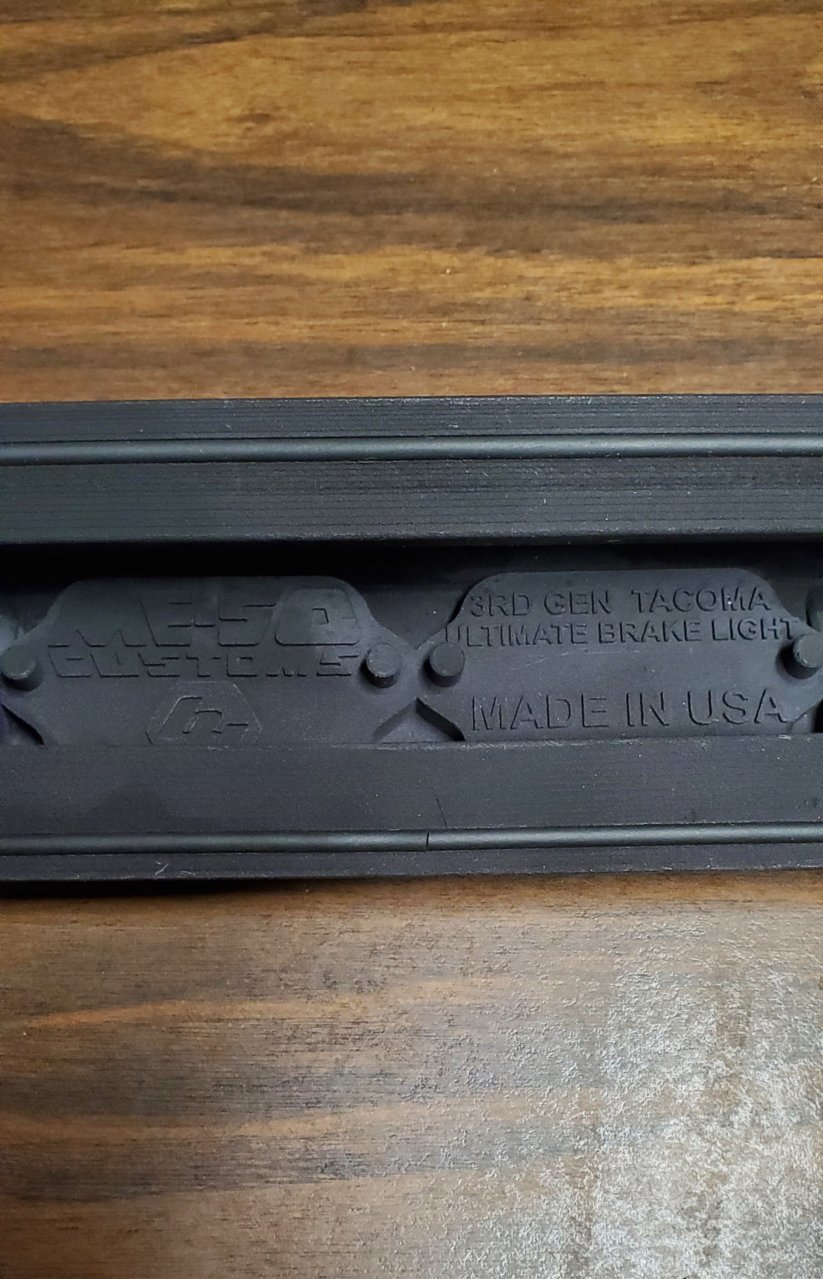 MESO
CUSTOMS
3RD GEN TACOMA
ULTIMATE BRAKE LIGHT
MADE IN USA